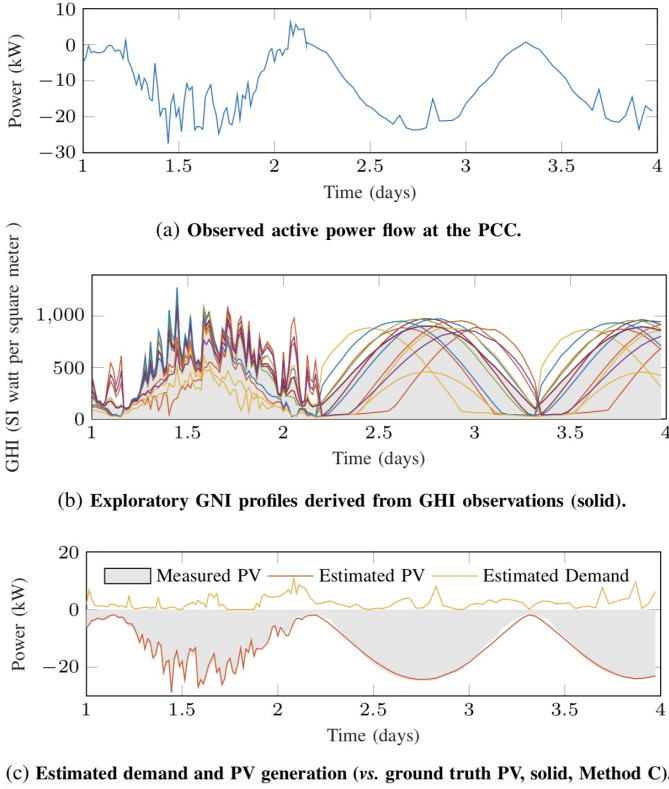 10
0
−10
−20
−30
Power (kW)
1 1.5 2 2.5 3 3.5 4
Time (days)
(a) Observed active power flow at the PCC.
GHI (SI watt per square meter )
1,000
500
0
1 1.5 2 2.5 3 3.5 4
Time (days)
(b) Exploratory GNI profiles derived from GHI observations (solid).
20
0
−20
Power (kW)
Measured PV Estimated PV Estimated Demand
1 1.5 2 2.5 3 3.5 4
Time (days)
(c) Estimated demand and PV generation (vs. ground truth PV, solid, Method C).